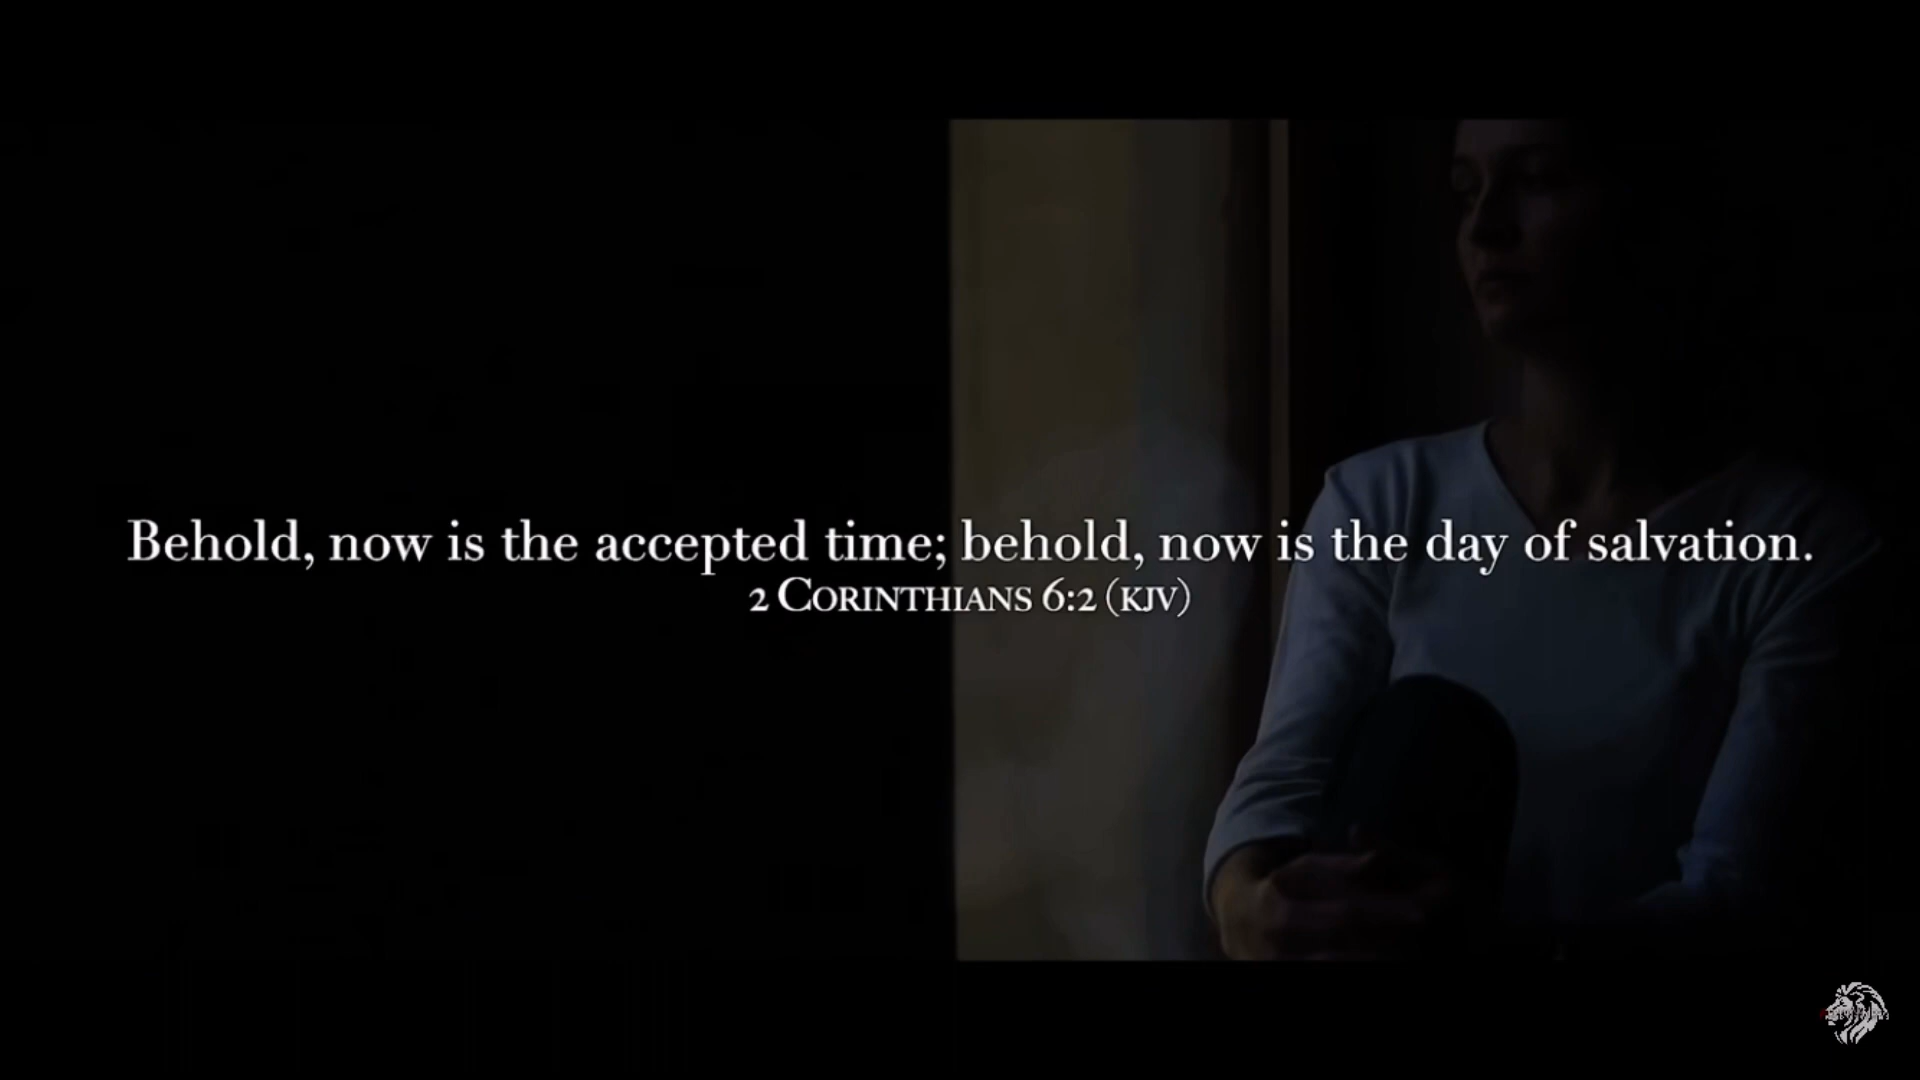 Behold, now is the accepted time; behold, now is the day of salvation.
2 CORINTHIANS 6:2 (KJV)